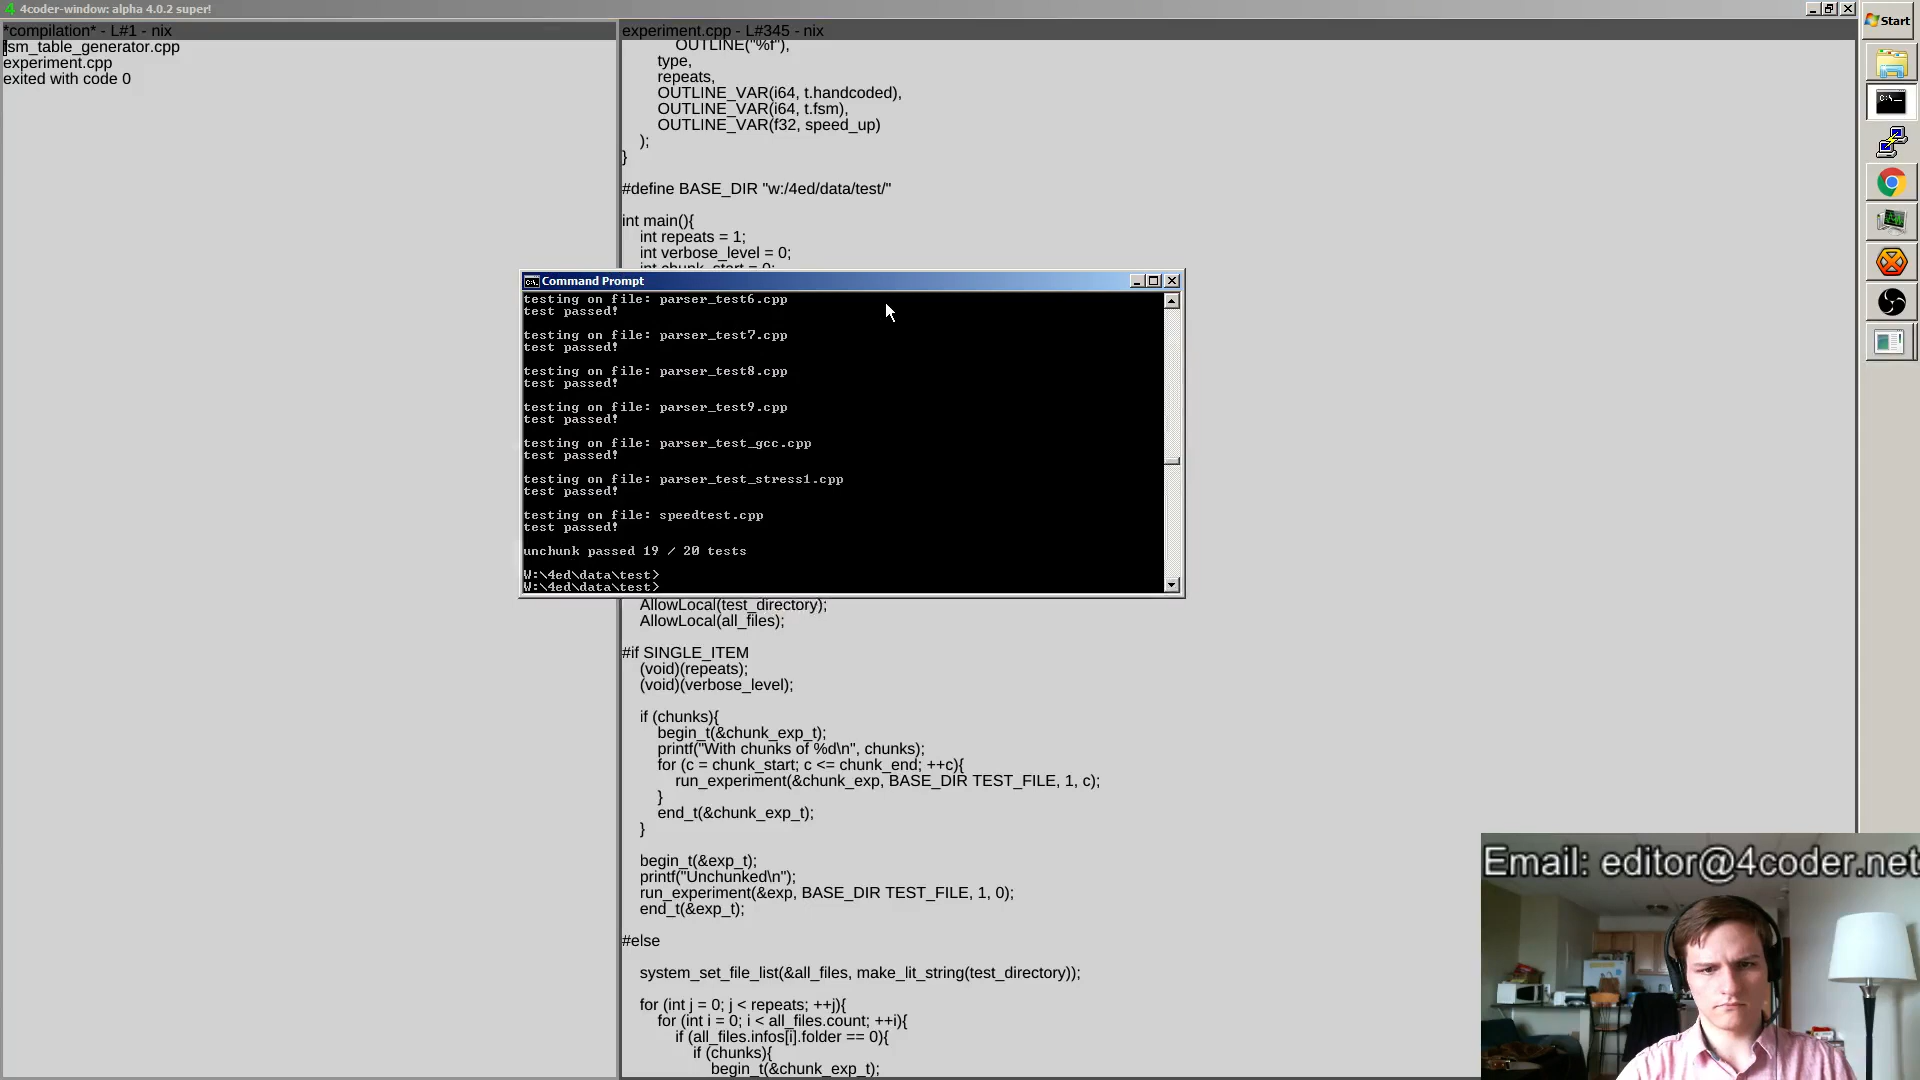 4coder-window: alpha 4.0.2 super!
*compilation* - L#1 - nix
fsm_table_generator.cpp
experiment.cpp
exited with code 0
experiment.cpp - L#345 - nix
OUTLINE("%f"),
type,
repeats,
OUTLINE_VAR(i64, t.handcoded),
OUTLINE_VAR(i64, t.fsm),
OUTLINE_VAR(f32, speed_up)
);
}
#define BASE_DIR "w:/4ed/data/test/"
int main(){
int repeats = 1;
int verbose_level = 0;
int chunk_start = 0;
Command Prompt
testing on file: parser_test6.cpp
test passed!
testing on file: parser_test7.cpp
test passed!
testing on file: parser_test8.cpp
test passed!
testing on file: parser_test9.cpp
test passed!
testing on file: parser_test_gcc.cpp
test passed!
testing on file: parser_test_stress1.cpp
test passed!
testing on file: speedtest.cpp
test passed!
unchunk passed 19 / 20 tests
W:\4ed\data\test>
W:\4ed\data\test>
AllowLocal(test_directory);
AllowLocal(all_files);
#if SINGLE_ITEM
(void)(repeats);
(void)(verbose_level);
if (chunks){
begin_t(&chunk_exp_t);
printf("With chunks of %d\n", chunks);
for (c = chunk_start; c <= chunk_end; ++c){
run_experiment(&chunk_exp, BASE_DIR TEST_FILE, 1, c);
}
end_t(&chunk_exp_t);
}
begin_t(&exp_t);
printf("Unchunked\n");
run_experiment(&exp, BASE_DIR TEST_FILE, 1, 0);
end_t(&exp_t);
#else
system_set_file_list(&all_files, make_lit_string(test_directory));
for (int j = 0; j < repeats; ++j){
for (int i = 0; i < all_files.count; ++i){
if (all_files.infos[i].folder == 0){
if (chunks){
begin_t(&chunk_exp_t);
Start
Email: editor@4coder.net